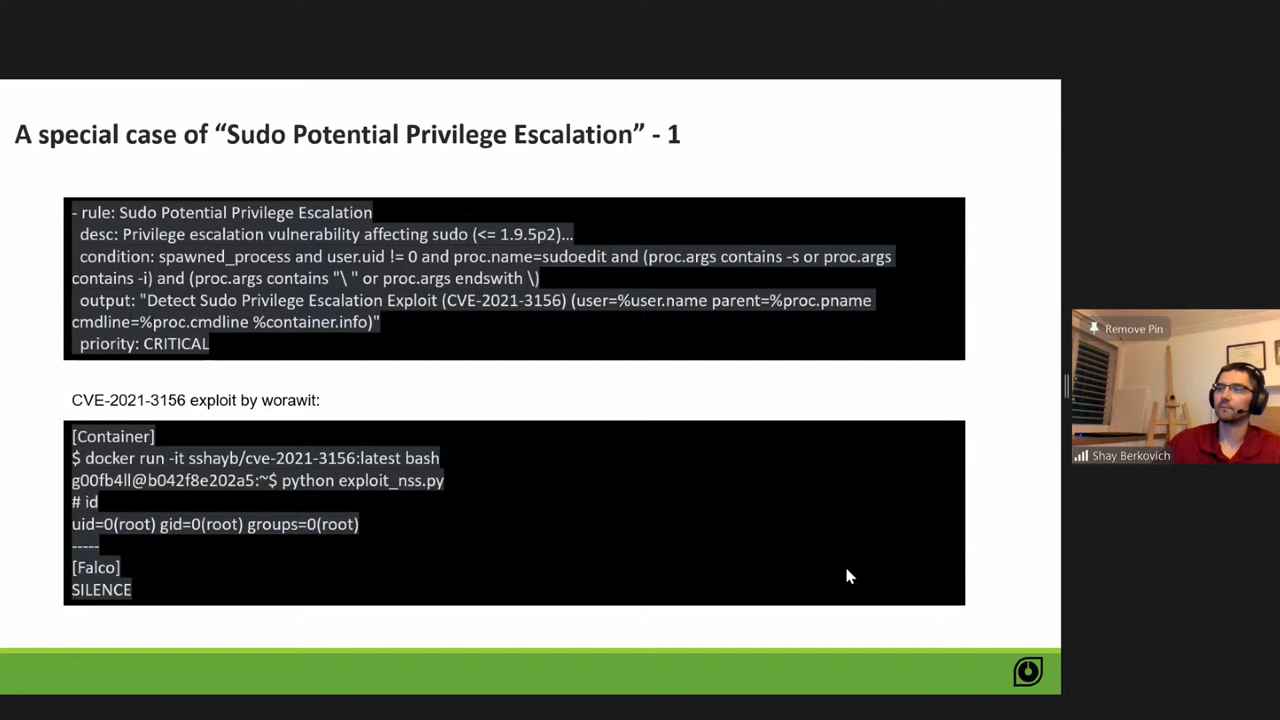 A special case of “Sudo Potential Privilege Escalation” - 1
- rule: Sudo Potential Privilege Escalation
desc: Privilege escalation vulnerability affecting sudo (<= 1.9.5p2)...
condition: spawned_process and user.uid != 0 and proc.name=sudoedit and (proc.args contains -s or proc.args
contains -i) and (proc.args contains "\ " or proc.args endswith \)
output: "Detect Sudo Privilege Escalation Exploit (CVE-2021-3156) (user=%user.name parent=%proc.pname
cmdline=%proc.cmdline %container.info)"
priority: CRITICAL
CVE-2021-3156 exploit by worawit:
[Container]
$ docker run -it sshayb/cve-2021-3156:latest bash
g00fb4ll@b042f8e202a5:~$ python exploit_nss.py
# id
uid=0(root) gid=0(root) groups=0(root)
-----
[Falco]
SILENCE
Remove Pin
Shay Berkovich